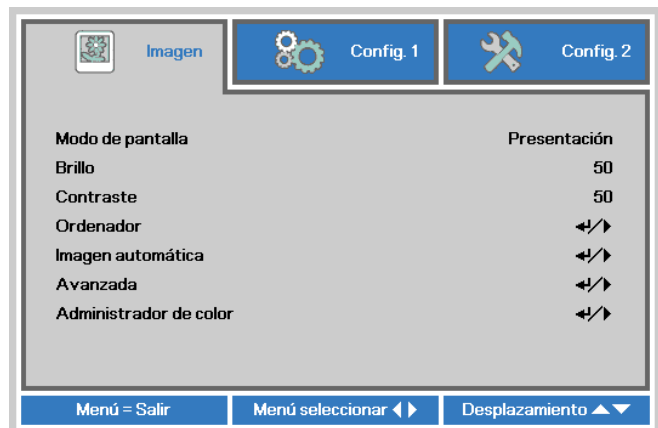 Imagen Config. 1 Config. 2
Modo de pantalla Presentación
Brillo 50
Contraste 50
Ordenador ↵/▶
Imagen automática ↵/▶
Avanzada ↵/▶
Administrador de color ↵/▶
Menú = Salir Menú seleccionar ◀▶ Desplazamiento ▲▼